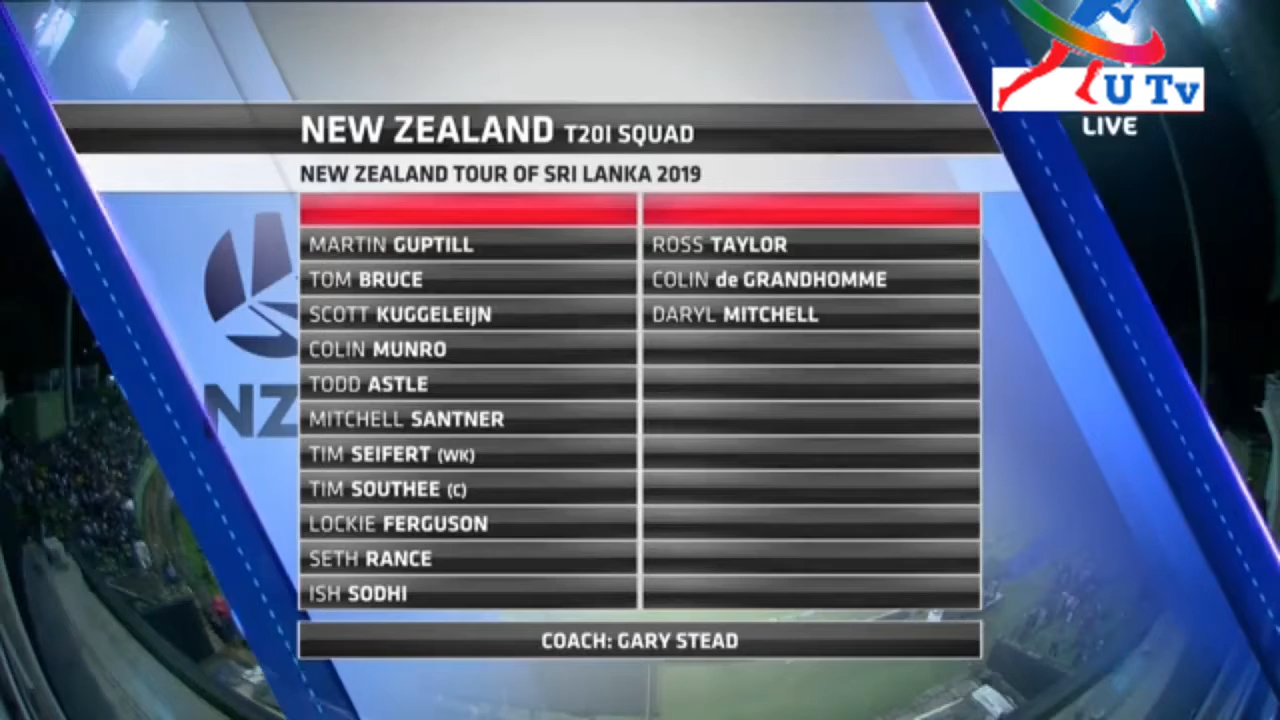 U Tv
LIVE
NEW ZEALAND T20I SQUAD
NEW ZEALAND TOUR OF SRI LANKA 2019
MARTIN GUPTILL
TOM BRUCE
SCOTT KUGGELEIJN
COLIN MUNRO
TODD ASTLE
MITCHELL SANTNER
TIM SEIFERT (WK)
TIM SOUTHEE (C)
LOCKIE FERGUSON
SETH RANCE
ISH SODHI
ROSS TAYLOR
COLIN de GRANDHOMME
DARYL MITCHELL
NZ
COACH: GARY STEAD